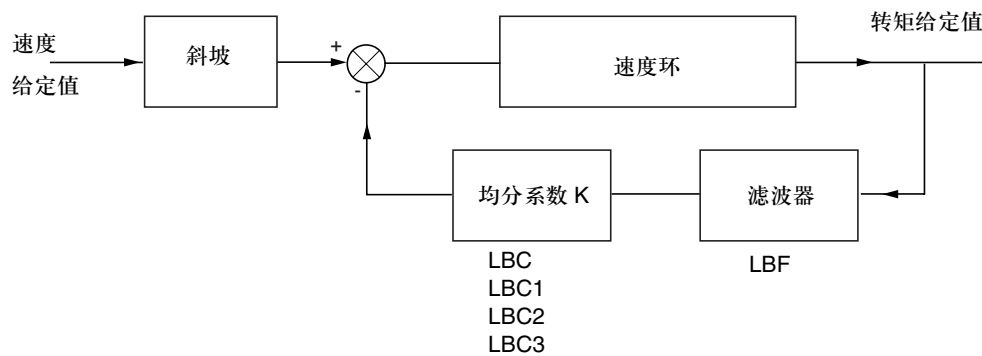 速度
给定值
斜坡
+
-
速度环
转矩给定值
均分系数 K
滤波器
LBC
LBC1
LBC2
LBC3
LBF